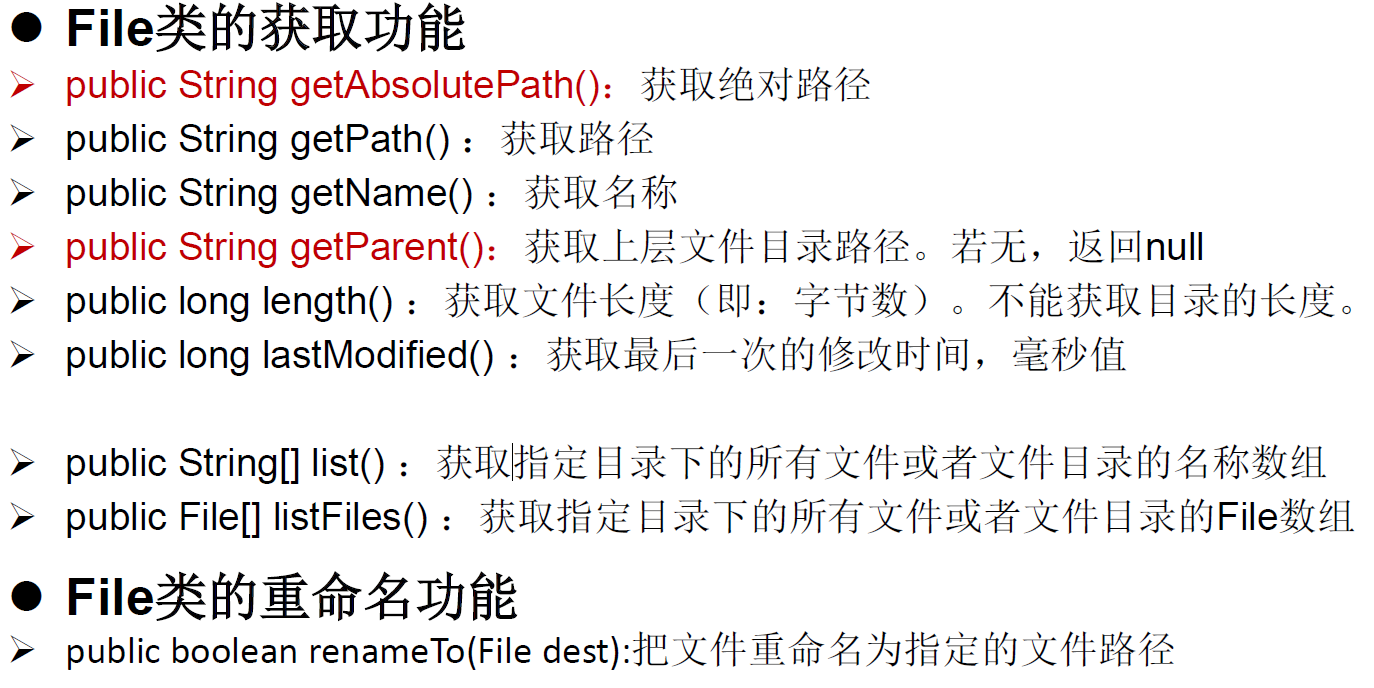 ● File类的获取功能
➢ public String getAbsolutePath()：获取绝对路径
➢ public String getPath() ：获取路径
➢ public String getName() ：获取名称
➢ public String getParent()：获取上层文件目录路径。若无，返回null
➢ public long length() ：获取文件长度（即：字节数）。不能获取目录的长度。
➢ public long lastModified() ：获取最后一次的修改时间，毫秒值
➢ public String[] list() ：获取指定目录下的所有文件或者文件目录的名称数组
➢ public File[] listFiles() ：获取指定目录下的所有文件或者文件目录的File数组
● File类的重命名功能
➢ public boolean renameTo(File dest):把文件重命名为指定的文件路径